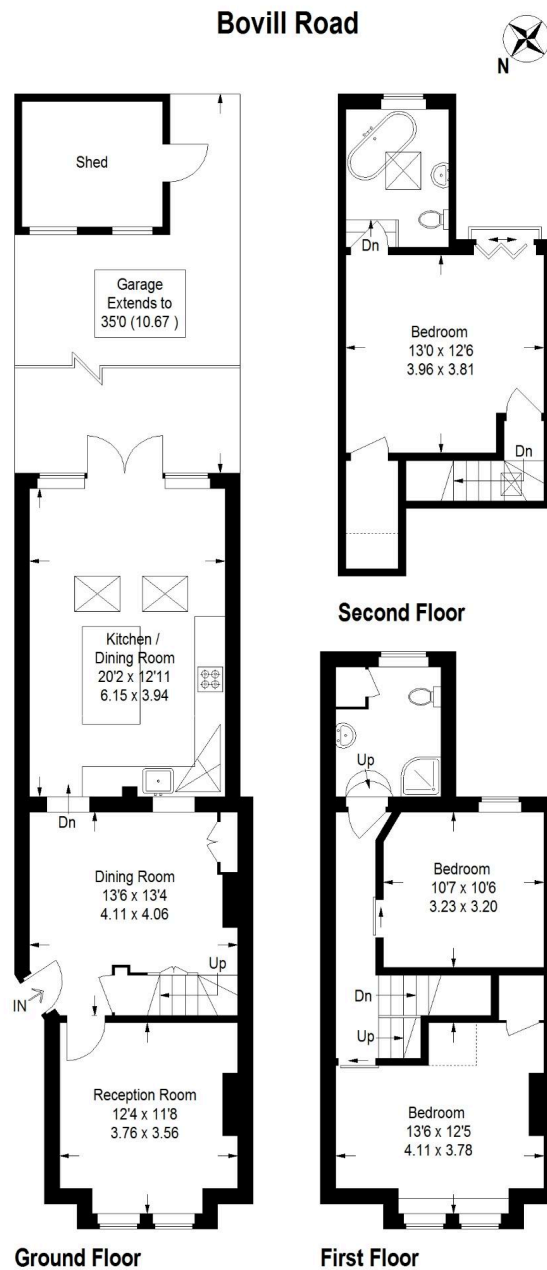 Bovill Road
N
Shed
Garage
Extends to
35'0 (10.67 )
Kitchen /
Dining Room
20'2 x 12'11
6.15 x 3.94
Dn
Dining Room
13'6 x 13'4
4.11 x 4.06
Up
IN
Reception Room
12'4 x 11'8
3.76 x 3.56
Ground Floor
Dn
Bedroom
13'0 x 12'6
3.96 x 3.81
Dn
Second Floor
Up
Bedroom
10'7 x 10'6
3.23 x 3.20
Dn
Up
Bedroom
13'6 x 12'5
4.11 x 3.78
First Floor